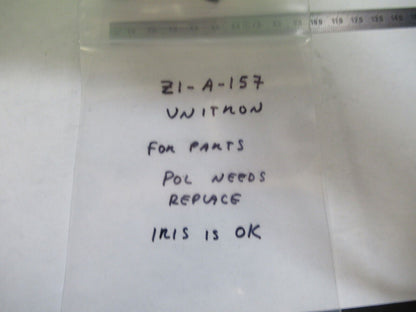 Z1-A-157
UNITRON
FOR PARTS
POL NEEDS
REPLACE
IRIS IS OK